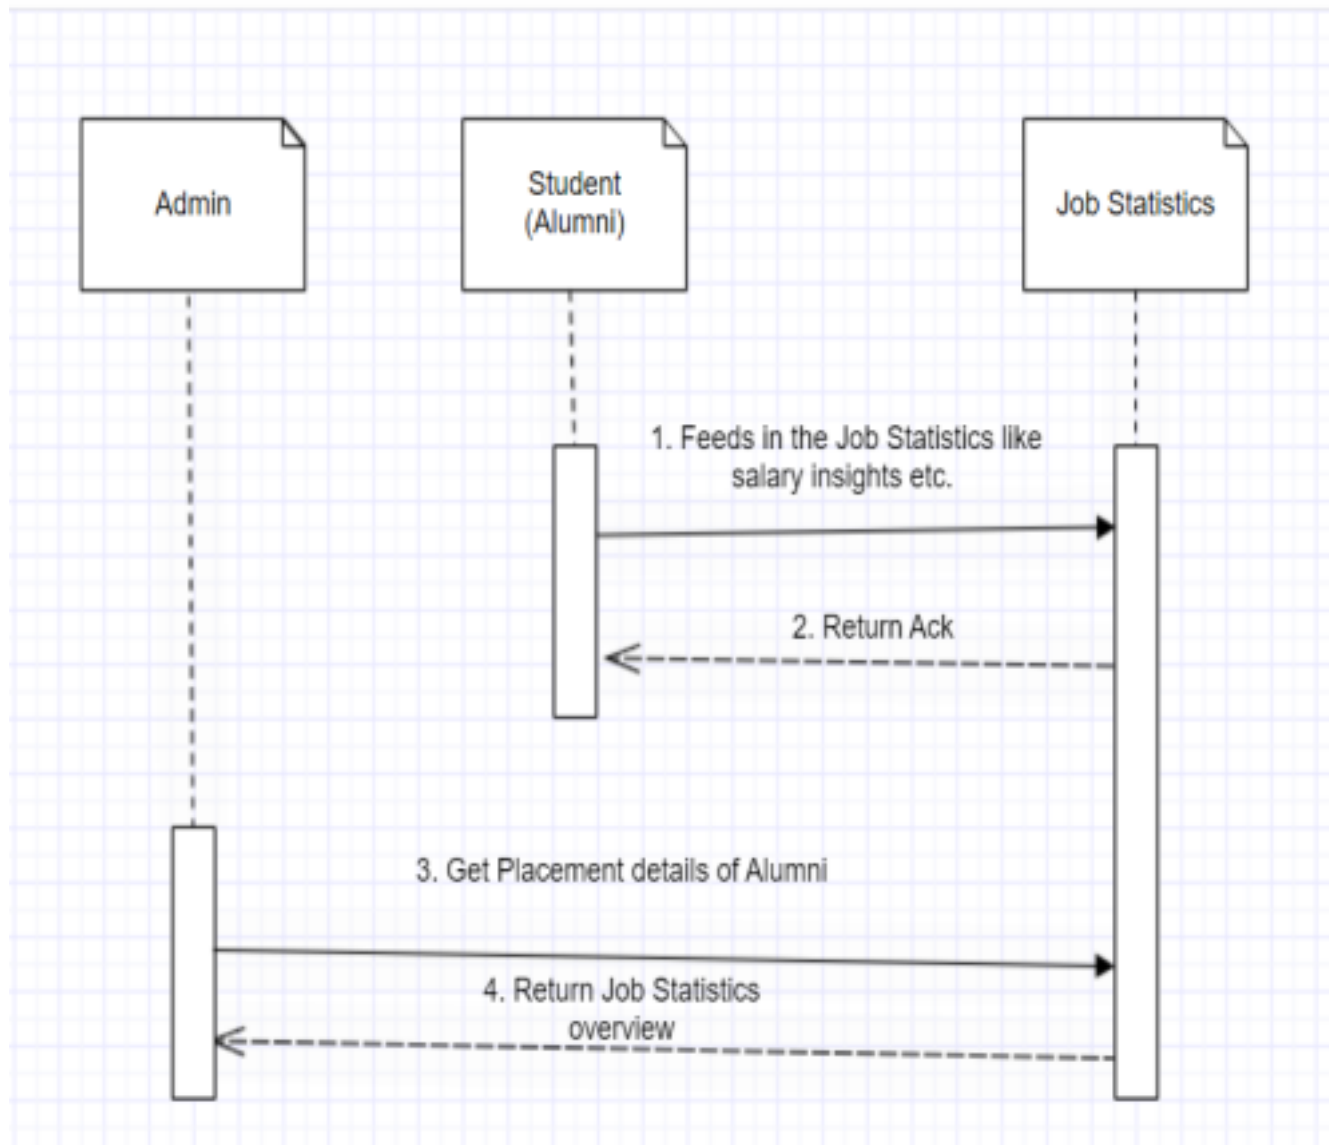 Admin
Student
(Alumni)
Job Statistics
1. Feeds in the Job Statistics like
salary insights etc.
2. Return Ack
3. Get Placement details of Alumni
4. Return Job Statistics
overview